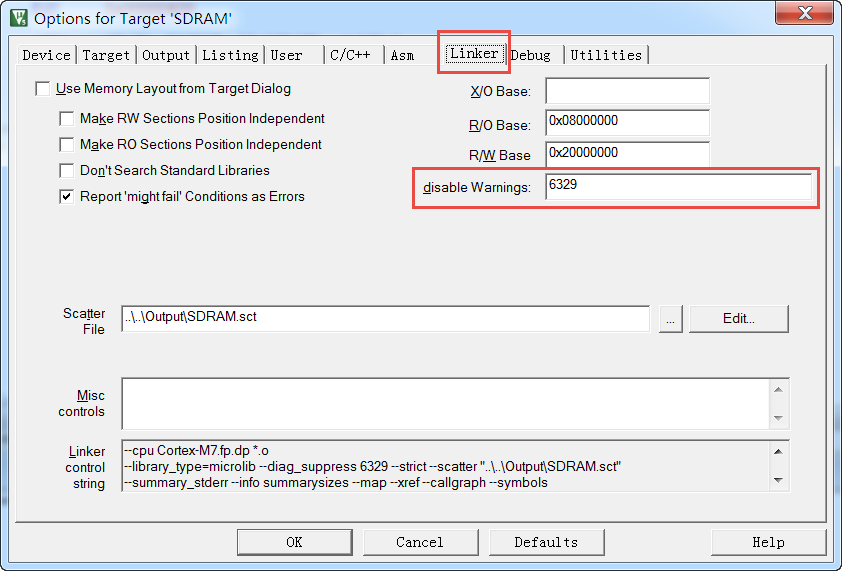 Options for Target 'SDRAM'
Device Target Output Listing User C/C++ Asm Linker Debug Utilities
Use Memory Layout from Target Dialog
X/O Base:
Make RW Sections Position Independent
R/O Base: 0x08000000
Make RO Sections Position Independent
R/W Base 0x20000000
Don't Search Standard Libraries
disable Warnings: 6329
Report 'might fail' Conditions as Errors
Scatter
File
..\..\Output\SDRAM.sct
...
Edit...
Misc
controls
Linker
control
string
--cpu Cortex-M7.fp.dp *.o
--library_type=microlib --diag_suppress 6329 --strict --scatter "..\..\Output\SDRAM.sct"
--summary_stderr --info summarysizes --map --xref --callgraph --symbols
OK Cancel Defaults Help